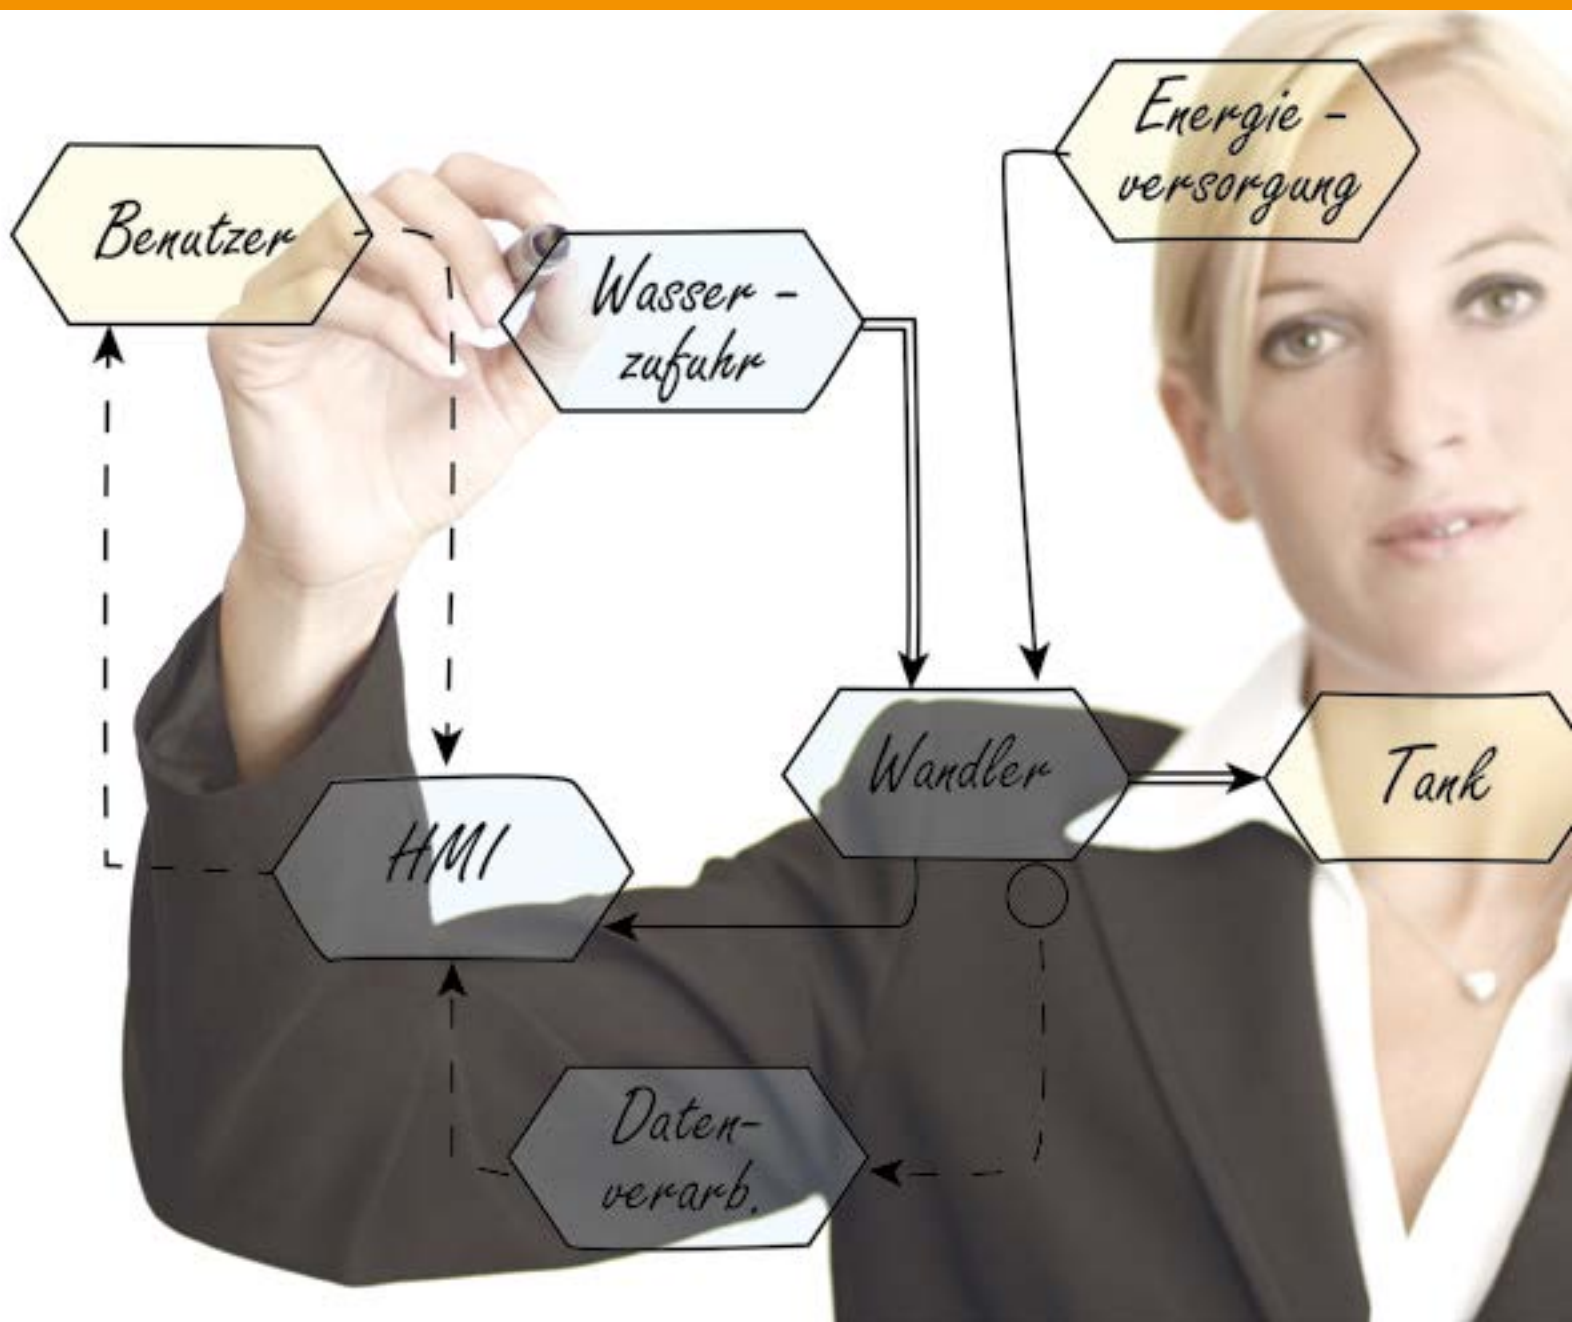 Energie -
versorgung
Benutzer
Wasser -
zufuhr
Wandler
Tank
HMI
Daten-
verarb.